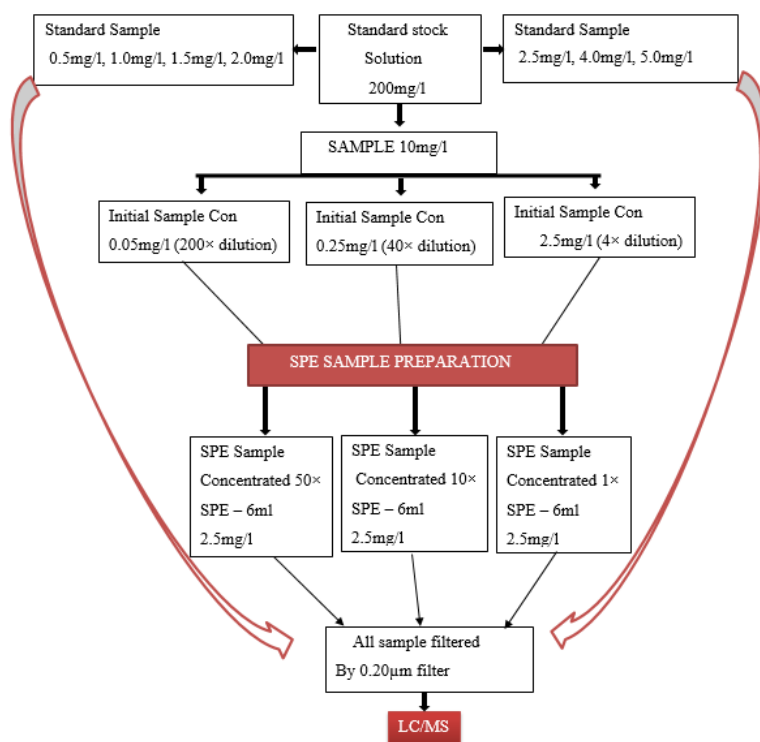 Standard Sample
0.5mg/l, 1.0mg/l, 1.5mg/l, 2.0mg/l
Standard stock
Solution
200mg/l
Standard Sample
2.5mg/l, 4.0mg/l, 5.0mg/l
SAMPLE 10mg/l
Initial Sample Con
0.05mg/l (200× dilution)
Initial Sample Con
0.25mg/l (40× dilution)
Initial Sample Con
2.5mg/l (4× dilution)
SPE SAMPLE PREPARATION
SPE Sample
Concentrated 50×
SPE – 6ml
2.5mg/l
SPE Sample
Concentrated 10×
SPE – 6ml
2.5mg/l
SPE Sample
Concentrated 1×
SPE – 6ml
2.5mg/l
All sample filtered
By 0.20µm filter
LC/MS